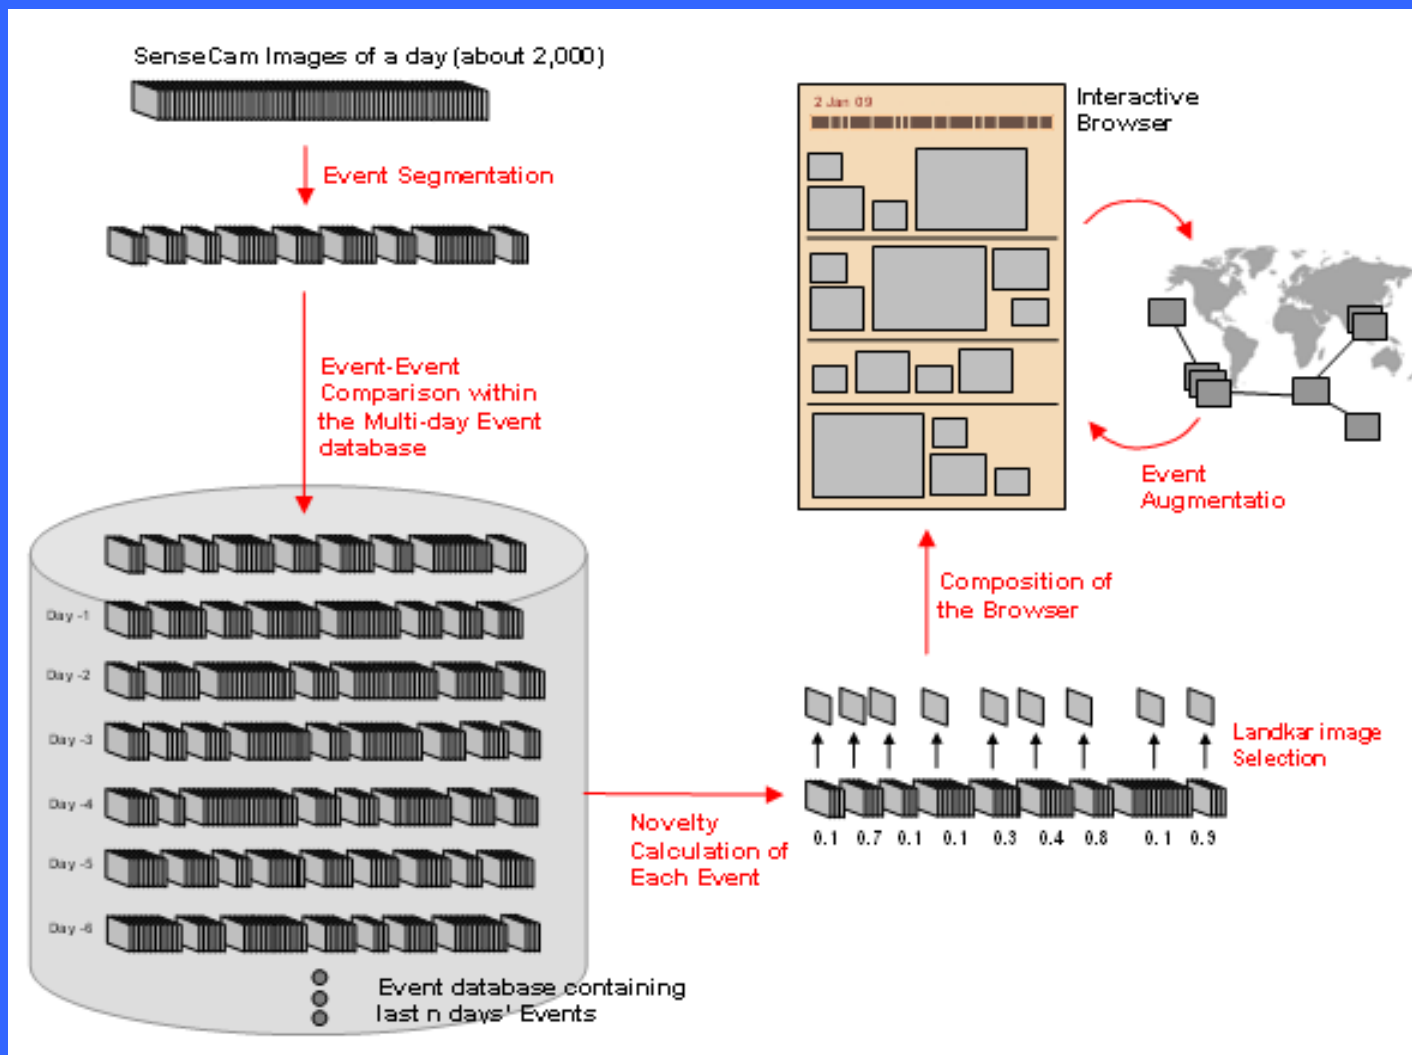 SenseCam Images of a day (about 2,000)
Event Segmentation
Event-Event
Comparison within
the Multi-day Event
database
Day -1
Day -2
Day -3
Day -4
Day -5
Day -6
Event database containing
last n days' Events
Novelty
Calculation of
Each Event
0.1 0.7 0.1 0.1 0.3 0.4 0.8 0.1 0.9
Landkar image
Selection
Composition of
the Browser
2 Jan 09
Interactive
Browser
Event
Augmentatio